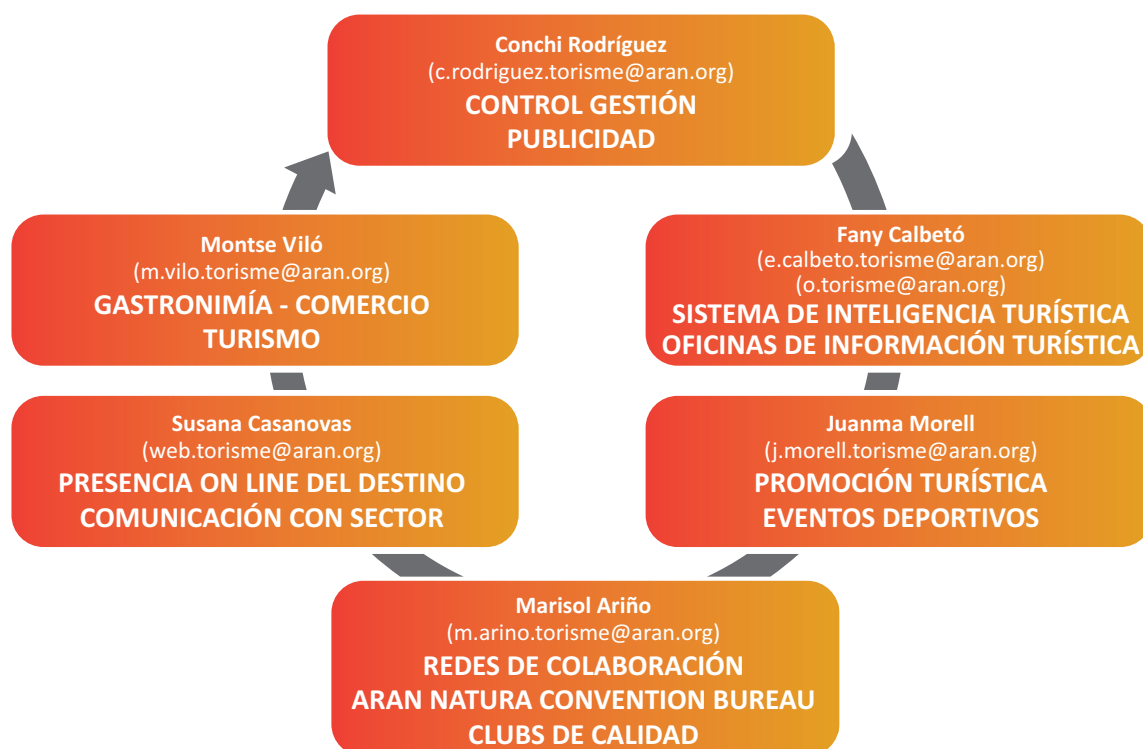 Conchi Rodríguez
(c.rodriguez.torisme@aran.org)
CONTROL GESTIÓN
PUBLICIDAD
Fany Calbetó
(e.calbeto.torisme@aran.org)
(o.torisme@aran.org)
SISTEMA DE INTELIGENCIA TURÍSTICA
OFICINAS DE INFORMACIÓN TURÍSTICA
Juanma Morell
(j.morell.torisme@aran.org)
PROMOCIÓN TURÍSTICA
EVENTOS DEPORTIVOS
Marisol Ariño
(m.arino.torisme@aran.org)
REDES DE COLABORACIÓN
ARAN NATURA CONVENTION BUREAU
CLUBS DE CALIDAD
Susana Casanovas
(web.torisme@aran.org)
PRESENCIA ON LINE DEL DESTINO
COMUNICACIÓN CON SECTOR
Montse Viló
(m.vilo.torisme@aran.org)
GASTRONIMÍA - COMERCIO
TURISMO